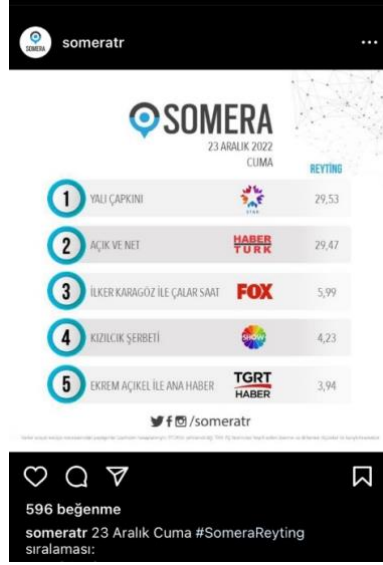 someratr
SOMERA
SOMERA
23 ARALIK 2022
CUMA
REYTİNG
1 YALI ÇAPKINI STAR 29,53
2 AÇIK VE NET HABER TÜRK 29,47
3 İLKER KARAGÖZ İLE ÇALAR SAAT FOX 5,99
4 KIZILCIK ŞERBETİ SHOW 4,23
5 EKREM AÇIKEL İLE ANA HABER TGRT HABER 3,94
/someratr
596 beğenme
someratr 23 Aralık Cuma #SomeraReyting
sıralaması: